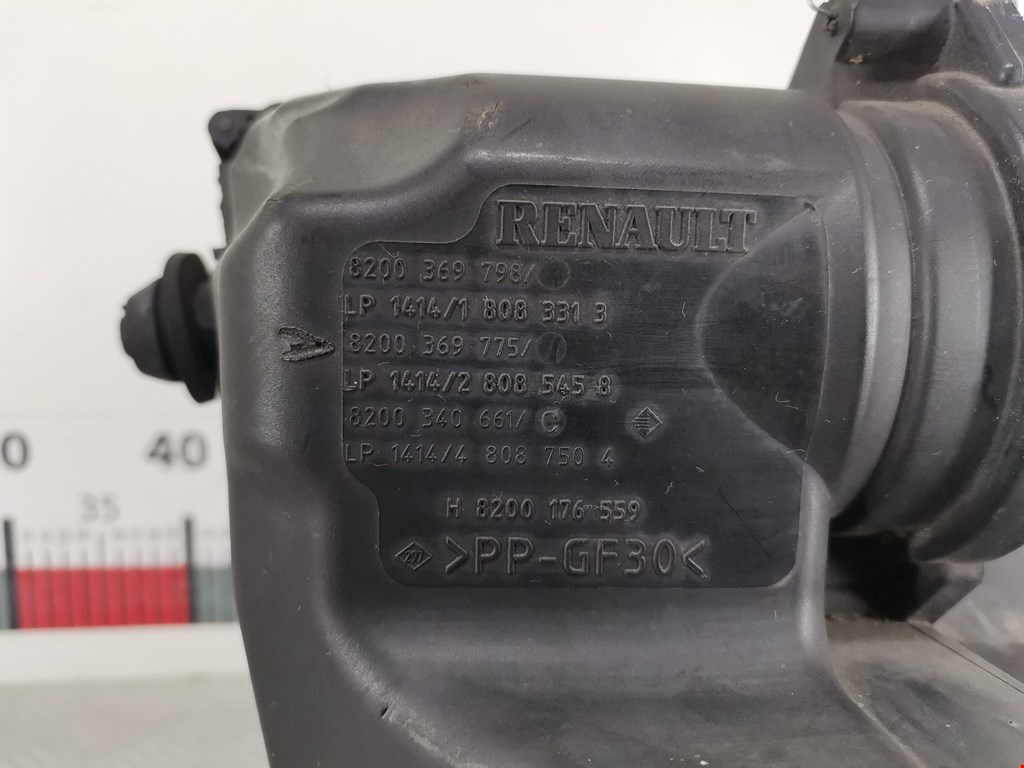 RENAULT
8200 369 798/
LP 1414/1 808 331 3
8200 369 775/
LP 1414/2 808 545 8
8200 340 661/ C
LP 1414/4 808 750 4
H 8200 176 559
>PP-GF30<
0 40
35